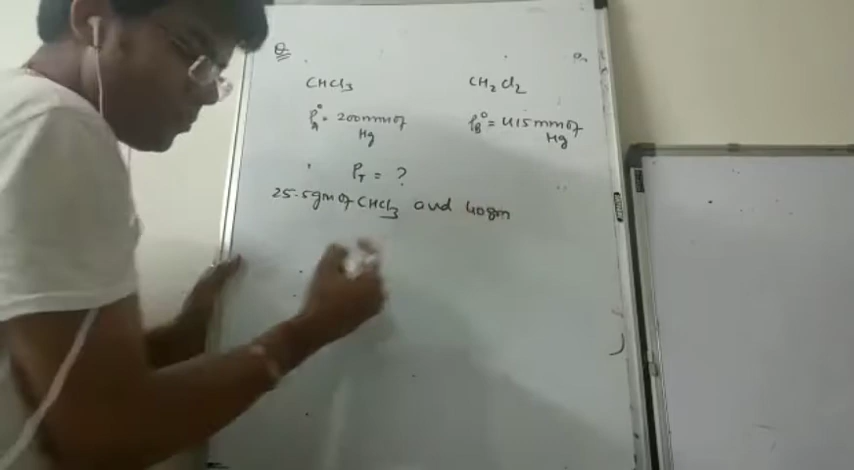 Q
CHCl3 CH2Cl2
P°A = 200mm of Hg P°B = 415mm of Hg
PT = ?
25.5gm of CHCl3 and 40gm